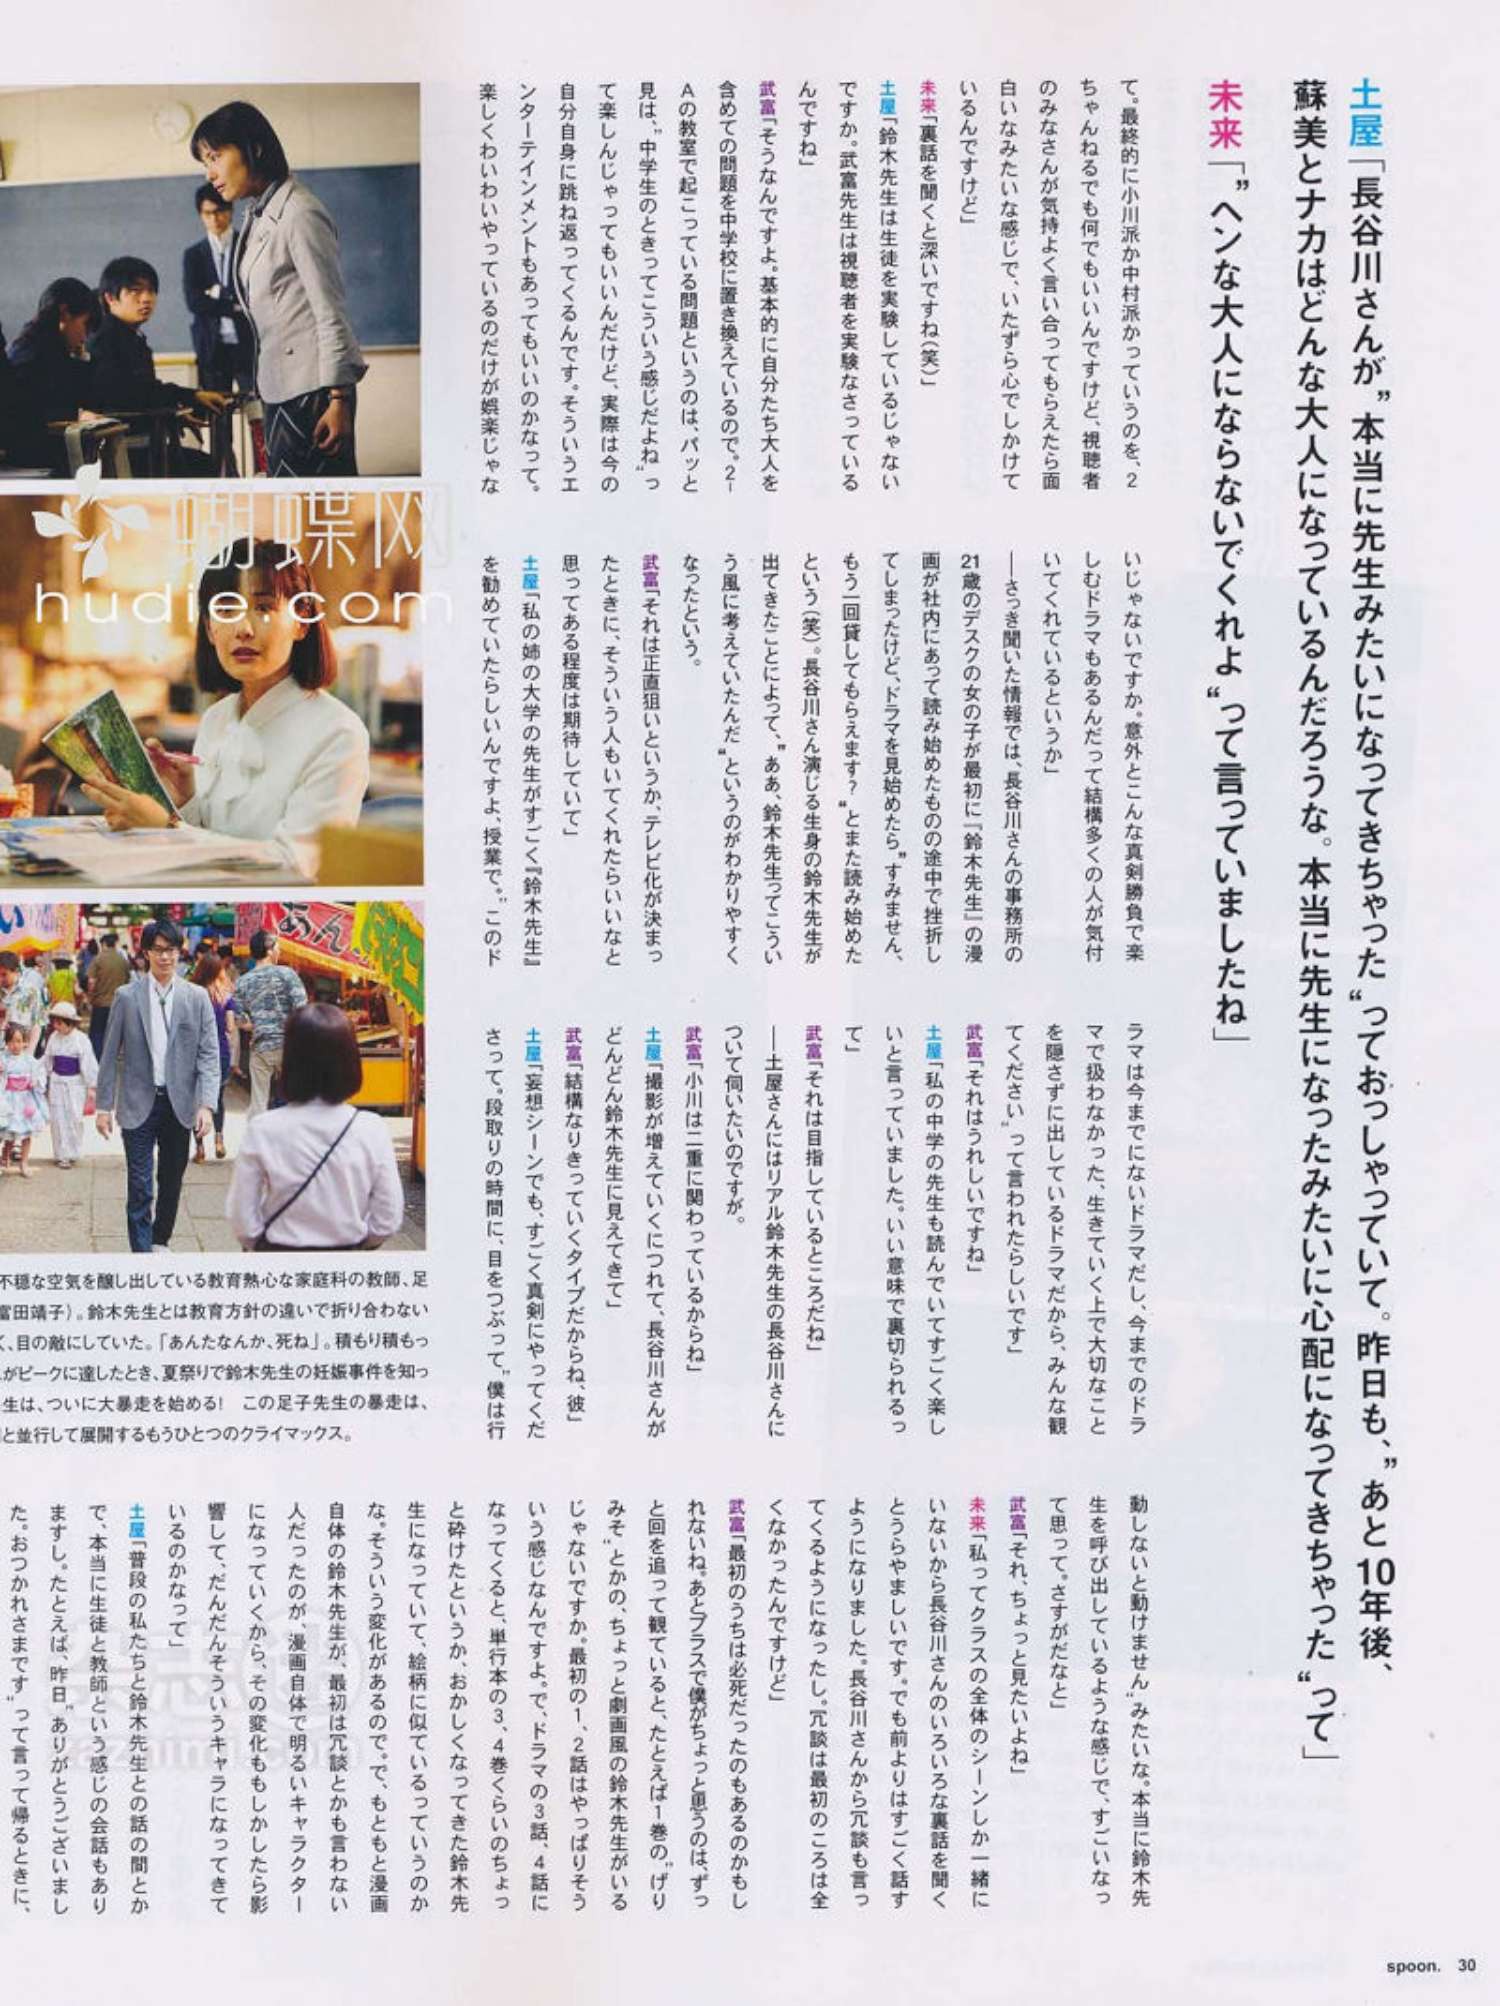 土屋「長谷川さんが〝本当に先生みたいになってきちゃった〟っておっしゃっていて。昨日も、〝あと10年後、
蘇美とナカはどんな大人になっているんだろうな。本当に先生になったみたいに心配になってきちゃった〟って」
未来「〝ヘンな大人にならないでくれよ〟って言っていましたね」
て。最終的に小川派か中村派かっていうのを、2
ちゃんねるでも何でもいいんですけど、視聴者
のみなさんが気持よく言い合ってもらえたら面
白いなみたいな感じで、いたずら心でしかけて
いるんですけど」
未来「裏話を聞くと深いですね(笑)」
土屋「鈴木先生は生徒を実験しているじゃない
ですか。武富先生は視聴者を実験なさっている
んですね」
武富「そうなんですよ。基本的に自分たち大人を
含めての問題を中学校に置き換えているので。2-
Aの教室で起こっている問題というのは、パッと
見は、〝中学生のときってこういう感じだよね〟っ
て楽しんじゃってもいいんだけど、実際は今の
自分自身に跳ね返ってくるんです。そういうエ
ンターテインメントもあってもいいのかなって。
楽しくわいわいやっているのだけが娯楽じゃな
いじゃないですか。意外とこんな真剣勝負で楽
しむドラマもあるんだって結構多くの人が気付
いてくれているというか」
―さっき聞いた情報では、長谷川さんの事務所の
21歳のデスクの女の子が最初に『鈴木先生』の漫
画が社内にあって読み始めたものの途中で挫折し
てしまったけど、ドラマを見始めたら〝すみません、
もう一回貸してもらえます?〟とまた読み始めた
という(笑)。長谷川さん演じる生身の鈴木先生が
出てきたことによって、〝ああ、鈴木先生ってこうい
う風に考えていたんだ〟というのがわかりやすく
なったという。
武富「それは正直狙いというか、テレビ化が決まっ
たときに、そういう人もいてくれたらいいなと
思ってある程度は期待していて」
土屋「私の姉の大学の先生がすごく『鈴木先生』
を勧めていたらしいんですよ、授業で。〝このド
ラマは今までにないドラマだし、今までのドラ
マで扱わなかった、生きていく上で大切なこと
を隠さずに出しているドラマだから、みんな観
てください〟って言われたらしいです」
武富「それはうれしいですね」
土屋「私の中学の先生も読んでいてすごく楽し
いと言っていました。いい意味で裏切られるっ
て」
武富「それは目指しているところだね」
―土屋さんにはリアル鈴木先生の長谷川さんに
ついて伺いたいのですが。
武富「小川は二重に関わっているからね」
土屋「撮影が増えていくにつれて、長谷川さんが
どんどん鈴木先生に見えてきて」
武富「結構なりきっていくタイプだからね、彼」
土屋「妄想シーンでも、すごく真剣にやってくだ
さって。段取りの時間に、目をつぶって〝僕は行
動しないと動けません〟みたいな。本当に鈴木先
生を呼び出しているような感じで、すごいなっ
て思って。さすがだなと」
武富「それ、ちょっと見たいよね」
未来「私ってクラスの全体のシーンしか一緒に
いないから長谷川さんのいろいろな裏話を聞く
とうらやましいです。でも前よりはすごく話す
ようになりました。長谷川さんから冗談も言っ
てくるようになったし。冗談は最初のころは全
くなかったんですけど」
武富「最初のうちは必死だったのもあるのかもし
れないね。あとプラスで僕がちょっと思うのは、ずっ
と回を追って観ていると、たとえば1巻の〝げり
みそ〟とかの、ちょっと劇画風の鈴木先生がいる
じゃないですか。最初の1、2話はやっぱりそう
いう感じなんですよ。で、ドラマの3話、4話に
なってくると、単行本の3、4巻くらいのちょっ
と砕けたというか、おかしくなってきた鈴木先
生になっていて、絵柄に似ているっていうのか
な。そういう変化があるので。で、もともと漫画
自体の鈴木先生が、最初は冗談とかも言わない
人だったのが、漫画自体で明るいキャラクター
になっていくから、その変化ももしかしたら影
響して、だんだんそういうキャラになってきて
いるのかなって」
土屋「普段の私たちと鈴木先生との話の間とか
で、本当に生徒と教師という感じの会話もあり
ますし。たとえば、昨日〝ありがとうございまし
た。おつかれさまです〟って言って帰るときに、
不穏な空気を醸し出している教育熱心な家庭科の教師、足
富田靖子)。鈴木先生とは教育方針の違いで折り合わない
く、目の敵にしていた。「あんたなんか、死ね」。積もり積もっ
がピークに達したとき、夏祭りで鈴木先生の妊娠事件を知っ
生は、ついに大暴走を始める! この足子先生の暴走は、
と並行して展開するもうひとつのクライマックス。
蝴蝶网
hudie.com
あん
い
spoon. 30